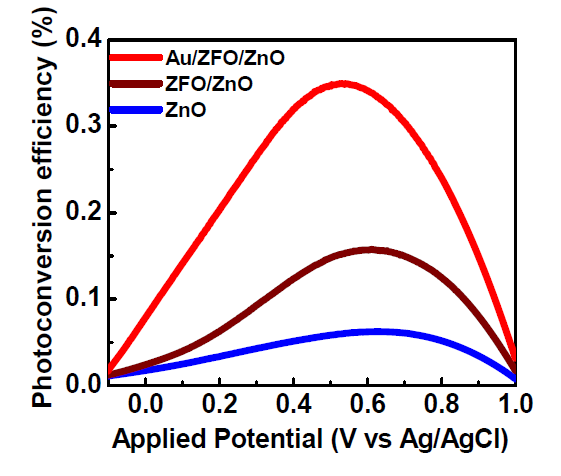 Photoconversion efficiency (%)
0.4
0.3
0.2
0.1
0.0
Au/ZFO/ZnO
ZFO/ZnO
ZnO
0.0 0.2 0.4 0.6 0.8 1.0
Applied Potential (V vs Ag/AgCl)